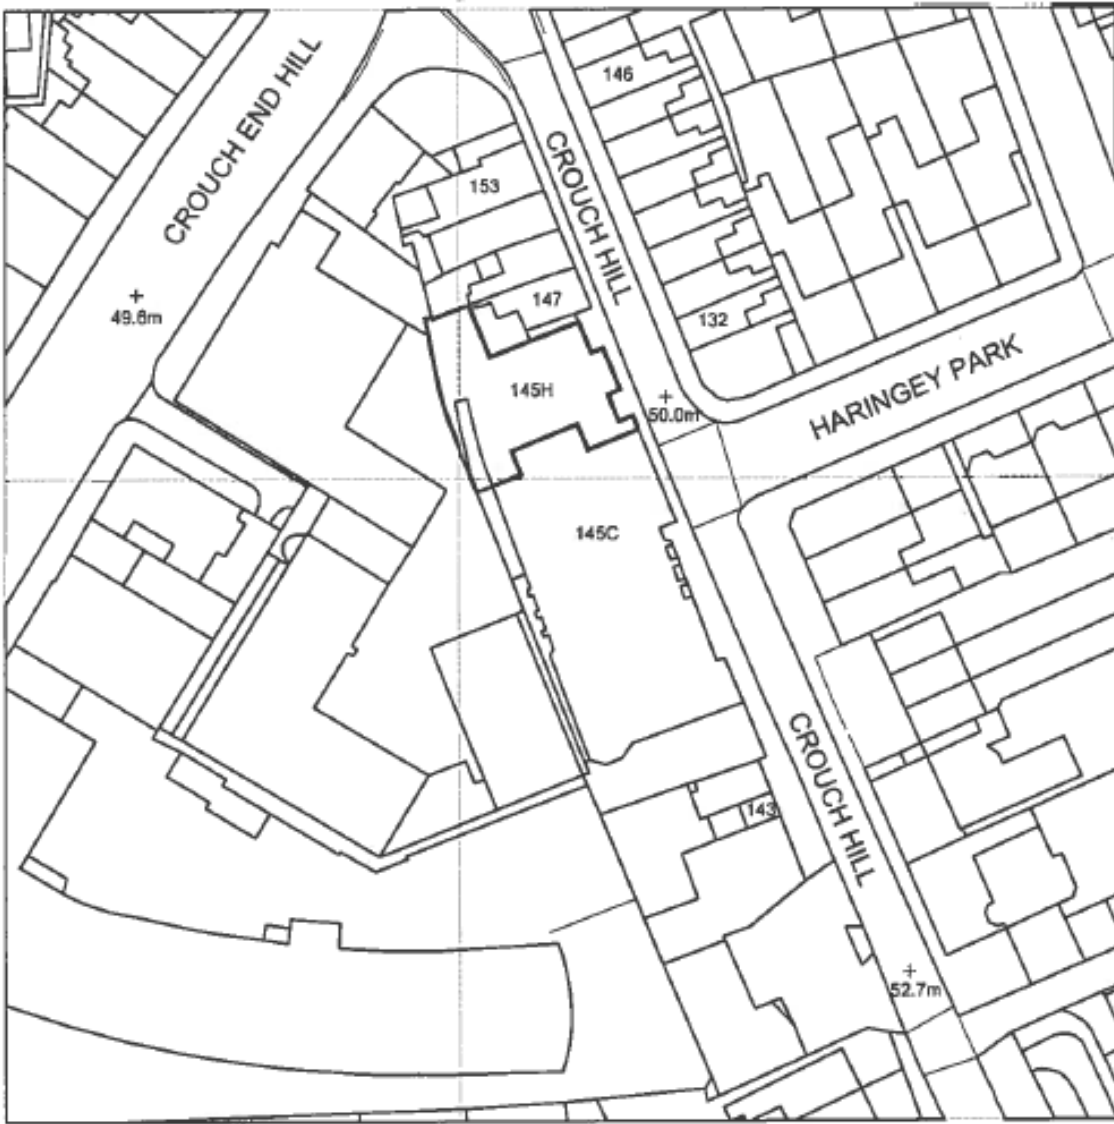 CROUCH END HILL
146
CROUCH HILL
153
49.6m
147
132
HARINGEY PARK
145H
50.0m
145C
CROUCH HILL
143
52.7m